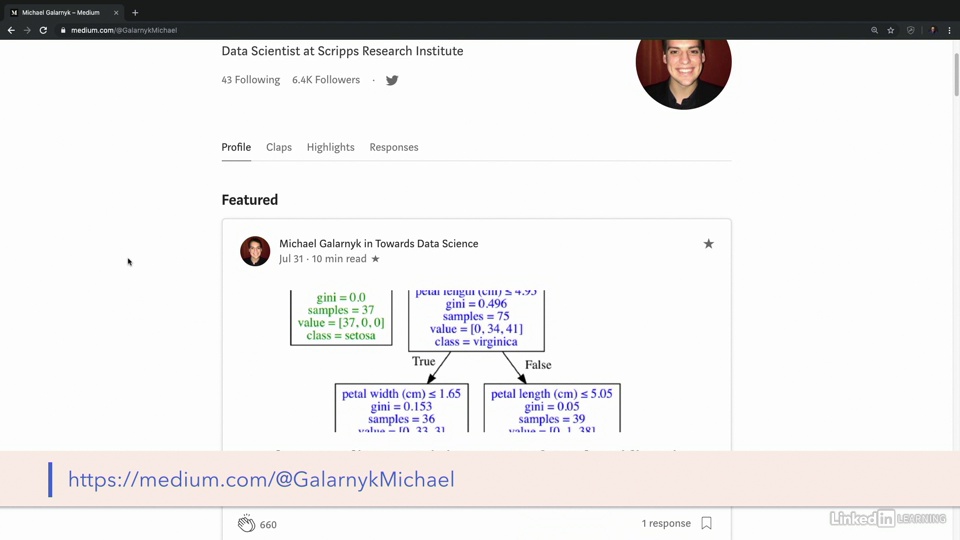 Michael Galarnyk – Medium
medium.com/@GalarnykMichael
Data Scientist at Scripps Research Institute
43 Following 6.4K Followers ·
Profile Claps Highlights Responses
Featured
Michael Galarnyk in Towards Data Science
Jul 31 · 10 min read ★
gini = 0.0
samples = 37
value = [37, 0, 0]
class = setosa
petal length (cm) ≤ 4.95
gini = 0.496
samples = 75
value = [0, 34, 41]
class = virginica
True
False
petal width (cm) ≤ 1.65
gini = 0.153
samples = 36
value = [0, 33, 3]
petal length (cm) ≤ 5.05
gini = 0.05
samples = 39
value = [0, 1, 38]
https://medium.com/@GalarnykMichael
660
1 response
LinkedIn LEARNING